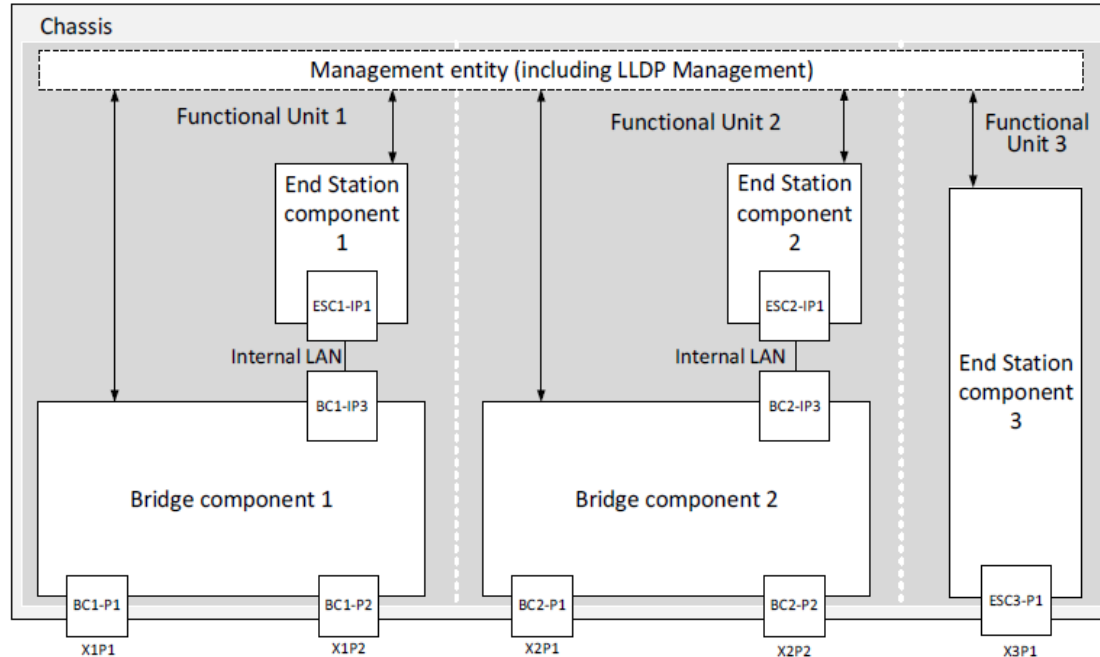 Chassis
Management entity (including LLDP Management)
Functional Unit 1
Functional Unit 2
Functional
Unit 3
End Station
component
1
End Station
component
2
ESC1-IP1
ESC2-IP1
Internal LAN
Internal LAN
End Station
component
3
BC1-IP3
BC2-IP3
Bridge component 1
Bridge component 2
BC1-P1
BC1-P2
BC2-P1
BC2-P2
ESC3-P1
X1P1
X1P2
X2P1
X2P2
X3P1